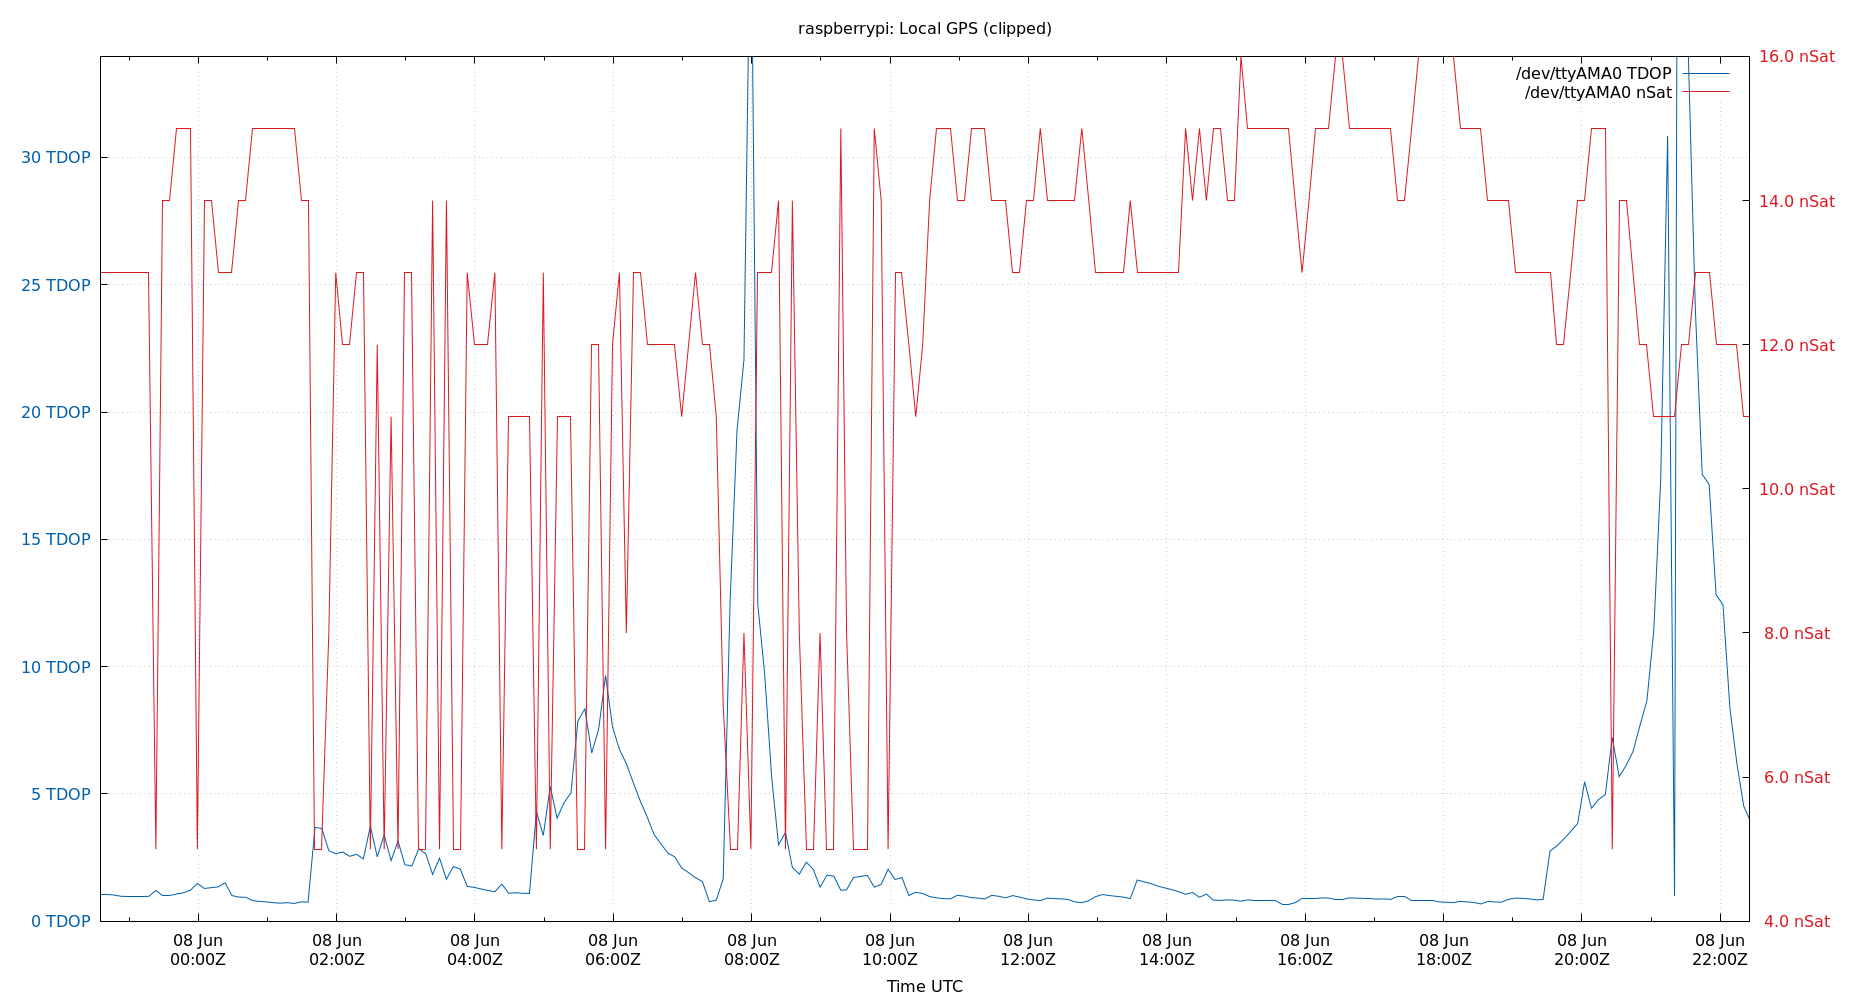 raspberrypi: Local GPS (clipped)
/dev/ttyAMA0 TDOP
/dev/ttyAMA0 nSat
30 TDOP
25 TDOP
20 TDOP
15 TDOP
10 TDOP
5 TDOP
0 TDOP
16.0 nSat
14.0 nSat
12.0 nSat
10.0 nSat
8.0 nSat
6.0 nSat
4.0 nSat
08 Jun
00:00Z
08 Jun
02:00Z
08 Jun
04:00Z
08 Jun
06:00Z
08 Jun
08:00Z
08 Jun
10:00Z
08 Jun
12:00Z
08 Jun
14:00Z
08 Jun
16:00Z
08 Jun
18:00Z
08 Jun
20:00Z
08 Jun
22:00Z
Time UTC